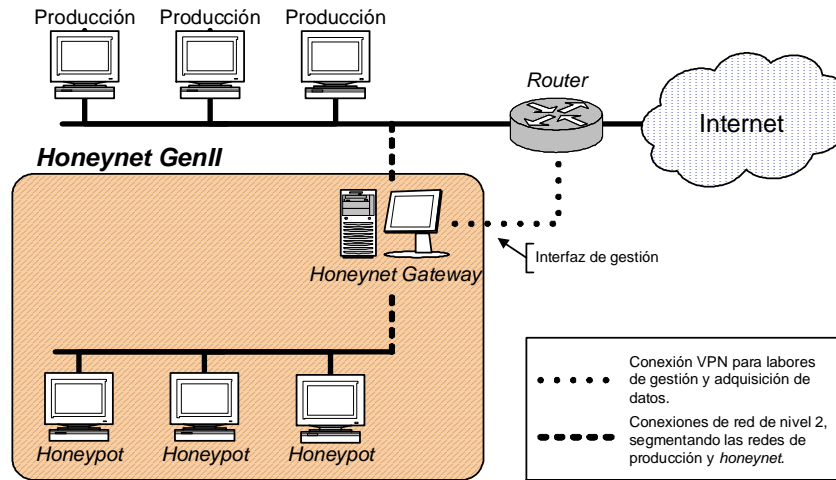 Producción
Producción
Producción
Router
Internet
Honeynet GenII
Honeynet Gateway
Interfaz de gestión
Honeypot
Honeypot
Honeypot
Conexión VPN para labores
de gestión y adquisición de
datos.
Conexiones de red de nivel 2,
segmentando las redes de
producción y honeynet.